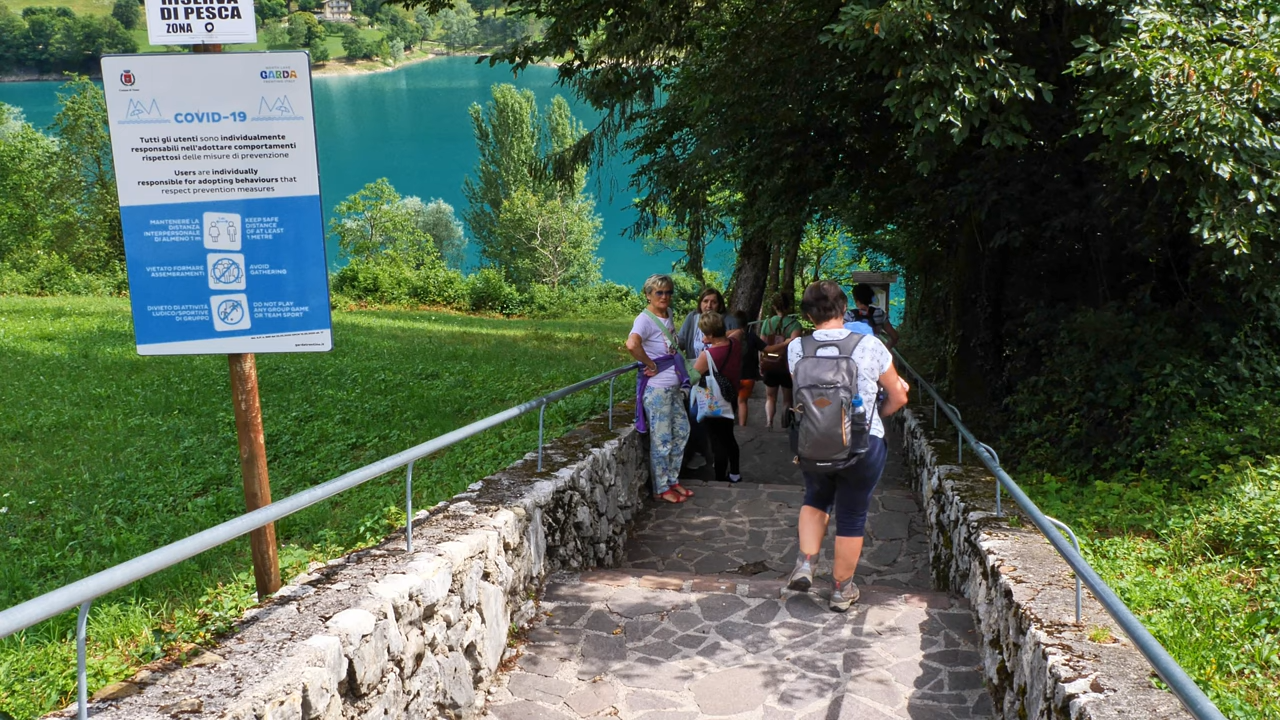 RISERVA
DI PESCA
ZONA
GARDA
COVID-19
Tutti gli utenti sono individualmente
responsabili nell'adottare comportamenti
rispettosi delle misure di prevenzione
Users are individually
responsible for adopting behaviours that
respect prevention measures
MANTENERE LA
DISTANZA
INTERPERSONALE
DI ALMENO 1 m
KEEP SAFE
DISTANCE
OF AT LEAST
1 METRE
VIETATO FORMARE
ASSEMBRAMENTI
AVOID
GATHERING
DIVIETO DI ATTIVITÀ
LUDICO/SPORTIVE
DI GRUPPO
DO NOT PLAY
ANY GROUP GAME
OR TEAM SPORT